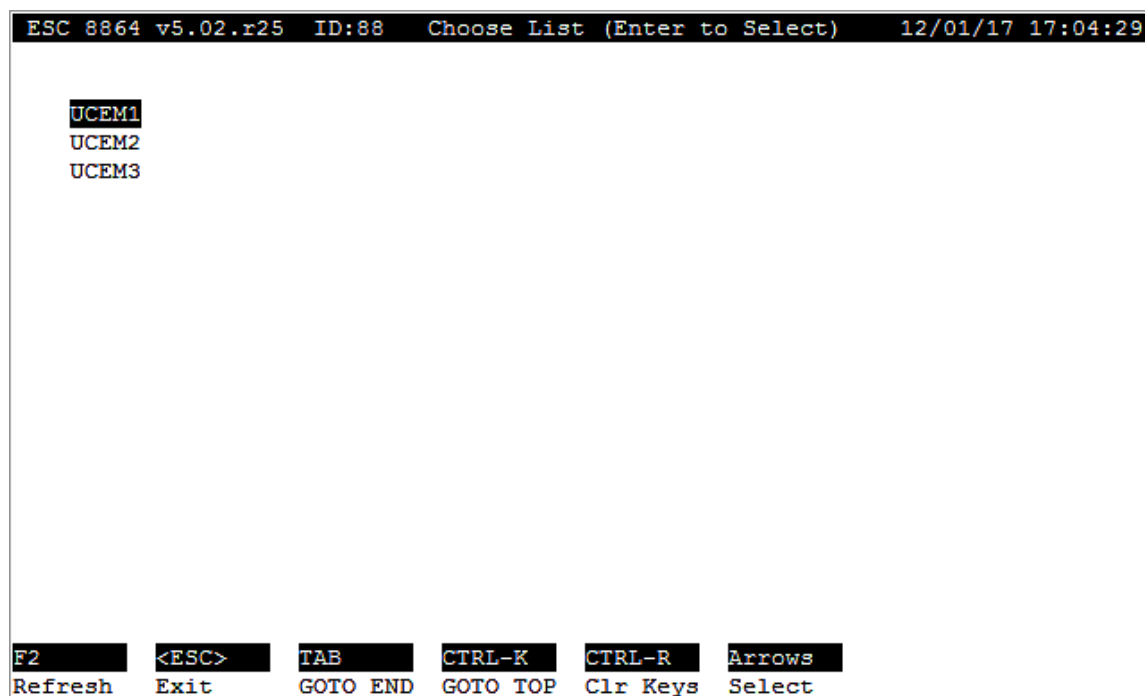 ESC 8864 v5.02.r25 ID:88 Choose List (Enter to Select) 12/01/17 17:04:29
UCEM1
UCEM2
UCEM3
F2 <ESC> TAB CTRL-K CTRL-R Arrows
Refresh Exit GOTO END GOTO TOP Clr Keys Select